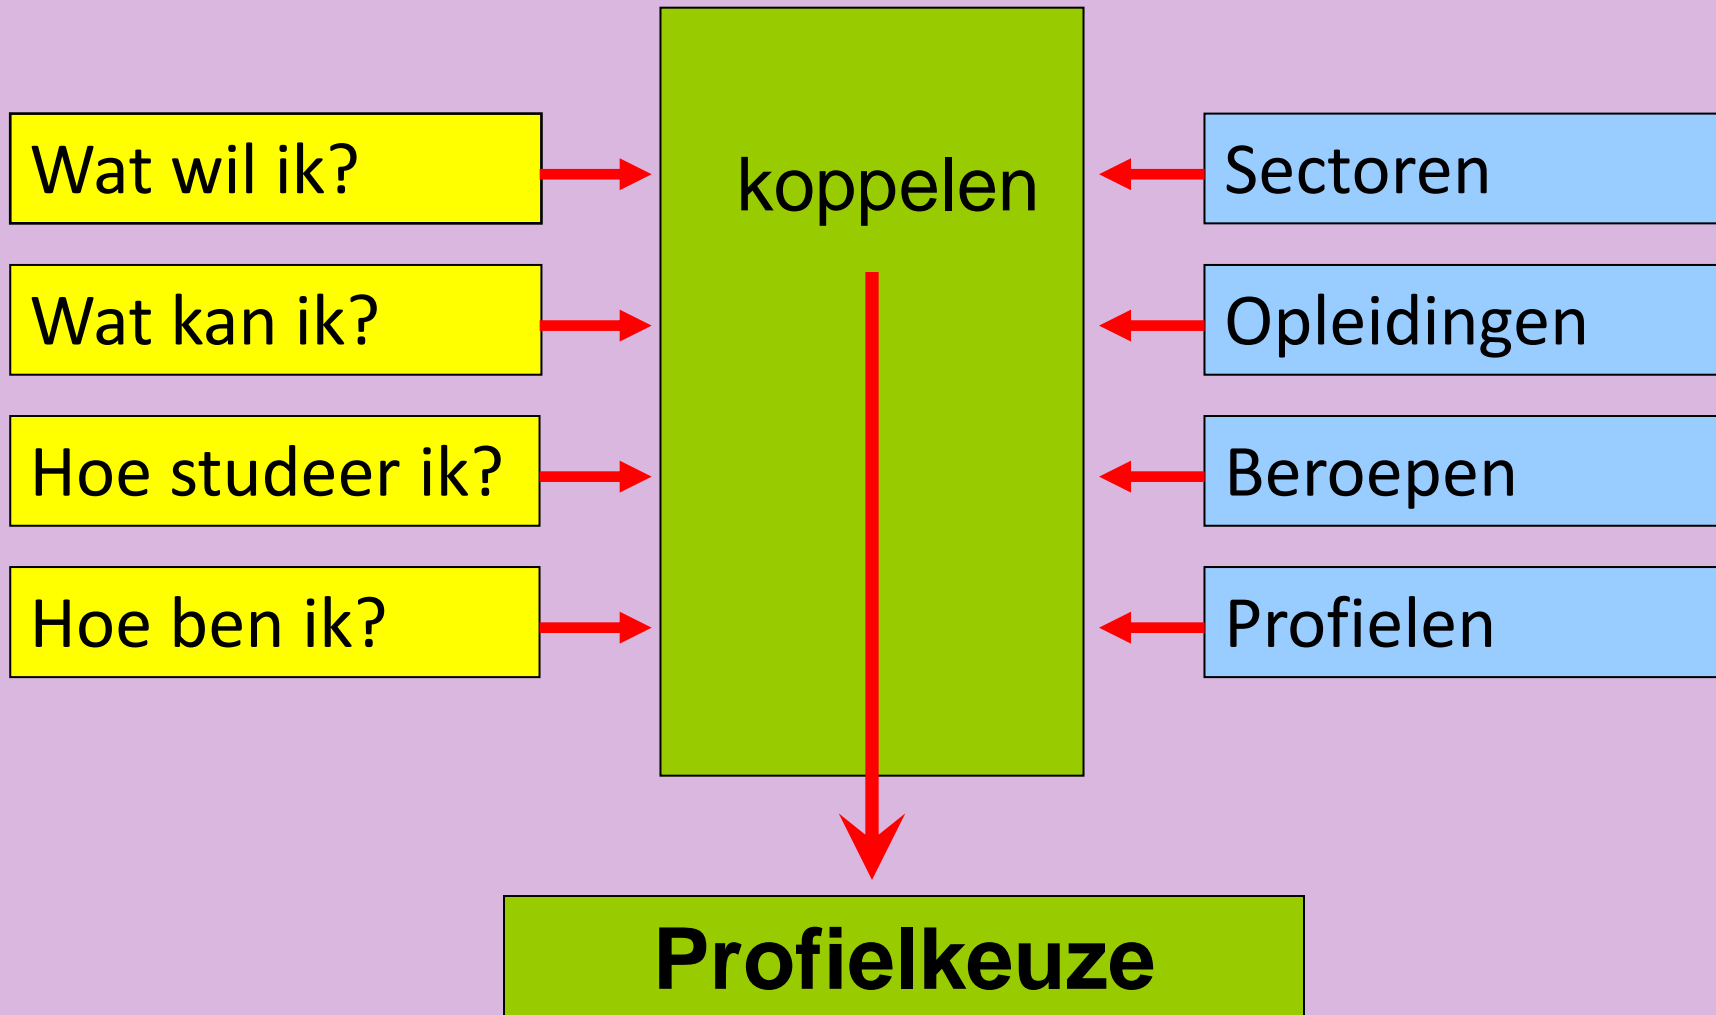 Wat wil ik?
Wat kan ik?
Hoe studeer ik?
Hoe ben ik?
koppelen
Sectoren
Opleidingen
Beroepen
Profielen
Profielkeuze